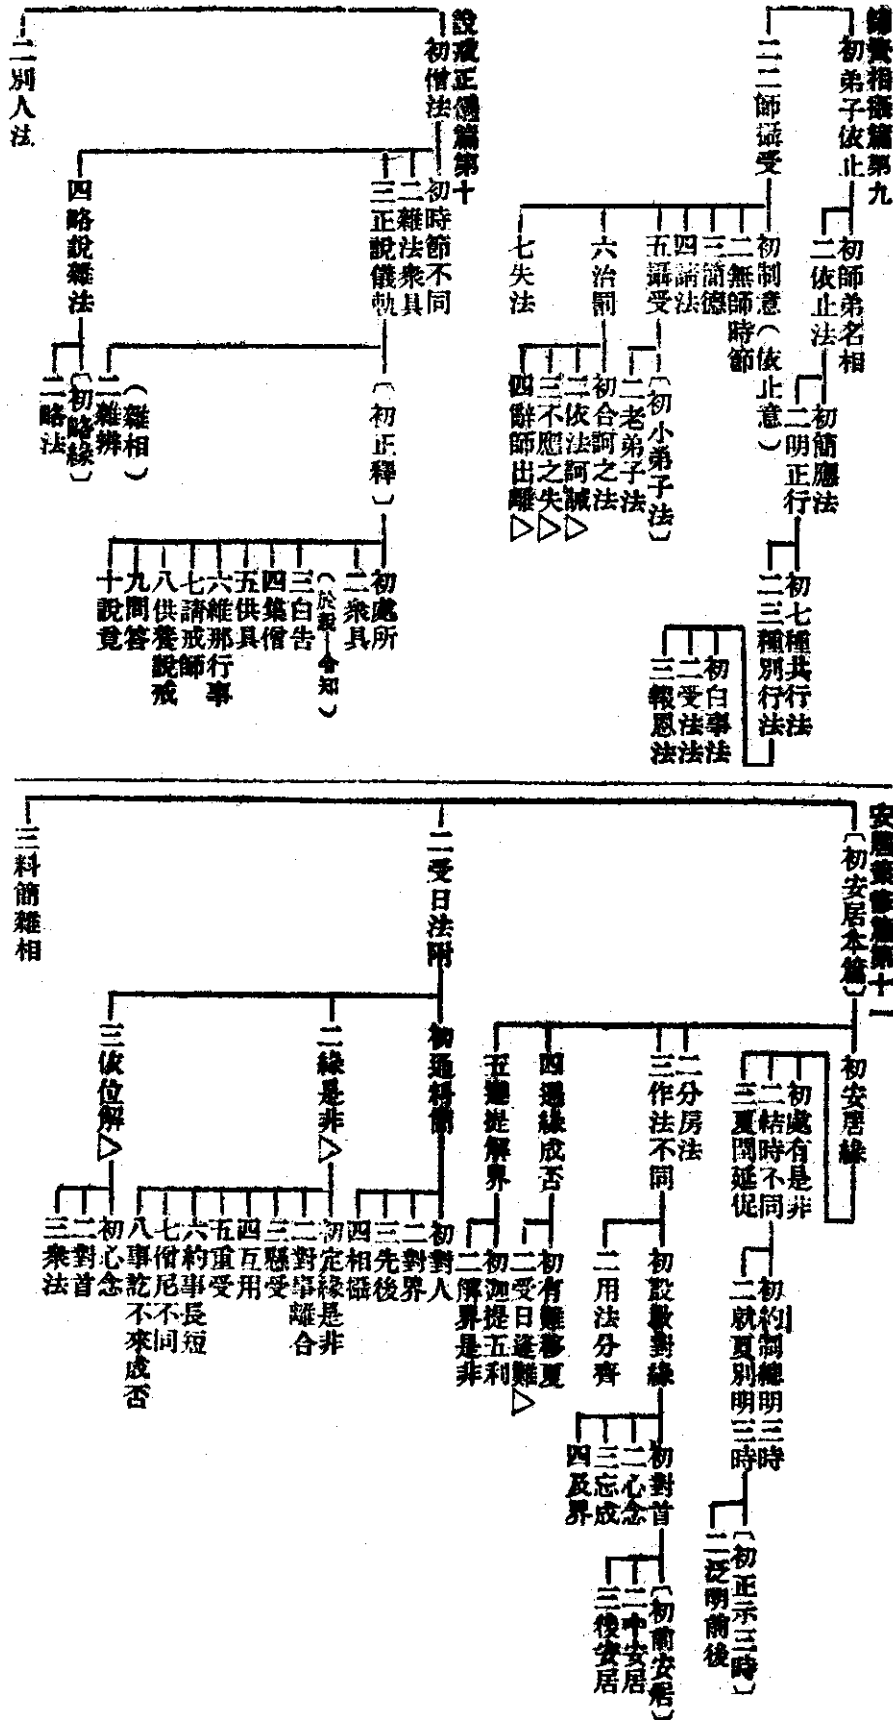 師資相攝篇第九
初弟子依止
初師弟名相
二依止法
初簡應法
二明正行
初七種共行法
二三種別行法
初白事法
二受法法
三報恩法
二二師攝受
初制意（依止意）
二無師時節
三簡德
四請法
五攝受
〔初小弟子法〕
二老弟子法
六治罰
初合訶之法
二依法訶誡▷
三不應之失▷
四辭師出離▷
七失法
說戒正儀篇第十
初僧法
初時節不同
二雜法衆具
三正說儀軌
〔初正釋〕
初處所
二衆具
（於說—令知）
三白告
四集僧
五供具
六維那行事
七請戒師
八供養說戒
九問答
十說竟
（雜相）
二雜辨
四略說雜法
〔初略緣〕
二略法
二別人法
安居策修篇第十一
〔初安居本篇〕
初安居緣
初處有是非
二結時不同
初約制總明三時
二就夏別明三時
〔初正示三時〕
二泛明前後
三夏閏延促
二分房法
三作法不同
初設教對緣
初對首
〔初前安居〕
二中安居
三後安居
二心念
三忘成
四及界
二用法分齊
四遇緣成否
初有難移夏
二受日逢難▷
五迦提解界
初迦提五利
二解界是非
二受日法附
初通料簡
初對人
二對界
三先後
四相攝
二緣是非▷
初定緣是非
二對事離合
三懸受
四互用
五重受
六約事長短
七僧尼不同
八事訖不來成否
三依位解▷
初心念
二對首
三衆法
三料簡雜相